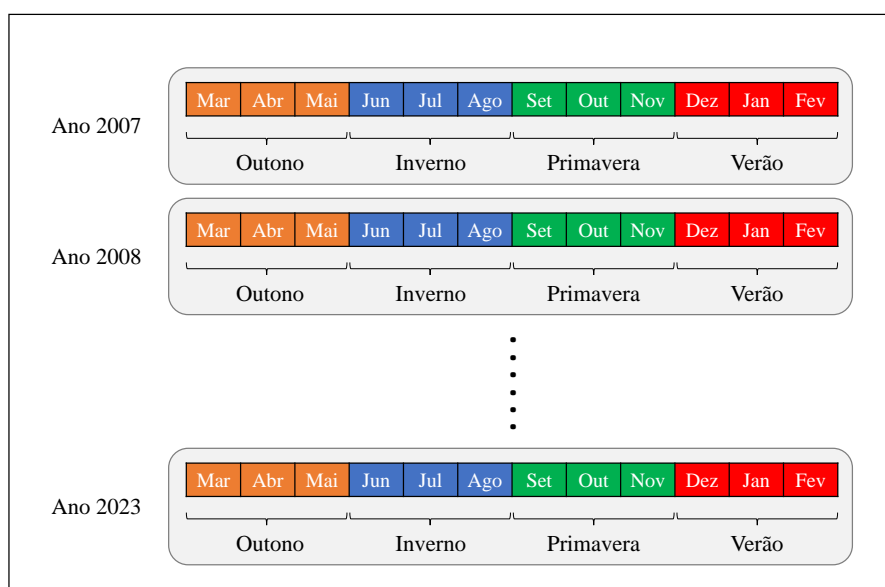 Mar Abr Mai Jun Jul Ago Set Out Nov Dez Jan Fev
Ano 2007
Outono Inverno Primavera Verão
Mar Abr Mai Jun Jul Ago Set Out Nov Dez Jan Fev
Ano 2008
Outono Inverno Primavera Verão
Mar Abr Mai Jun Jul Ago Set Out Nov Dez Jan Fev
Ano 2023
Outono Inverno Primavera Verão